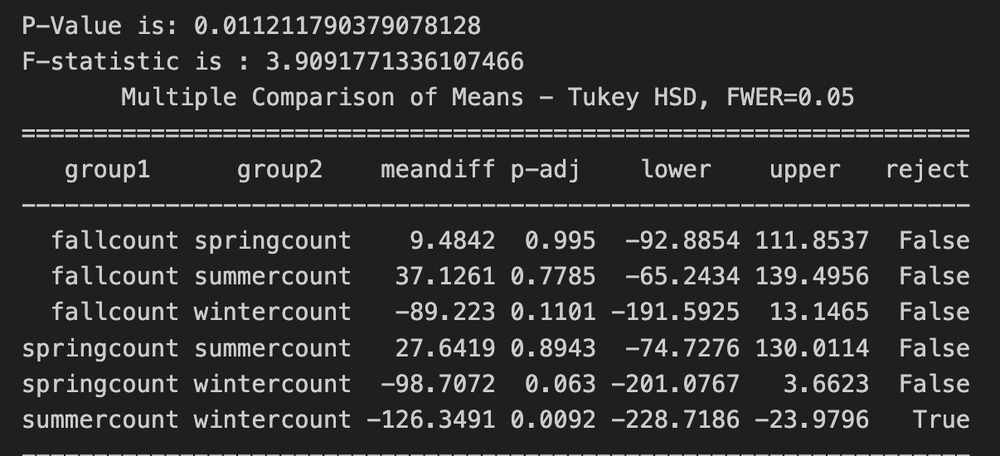 P-Value is: 0.011211790379078128
F-statistic is : 3.9091771336107466
Multiple Comparison of Means - Tukey HSD, FWER=0.05
==================================================================
group1 group2 meandiff p-adj lower upper reject
------------------------------------------------------------------
fallcount springcount 9.4842 0.995 -92.8854 111.8537 False
fallcount summercount 37.1261 0.7785 -65.2434 139.4956 False
fallcount wintercount -89.223 0.1101 -191.5925 13.1465 False
springcount summercount 27.6419 0.8943 -74.7276 130.0114 False
springcount wintercount -98.7072 0.063 -201.0767 3.6623 False
summercount wintercount -126.3491 0.0092 -228.7186 -23.9796 True
------------------------------------------------------------------